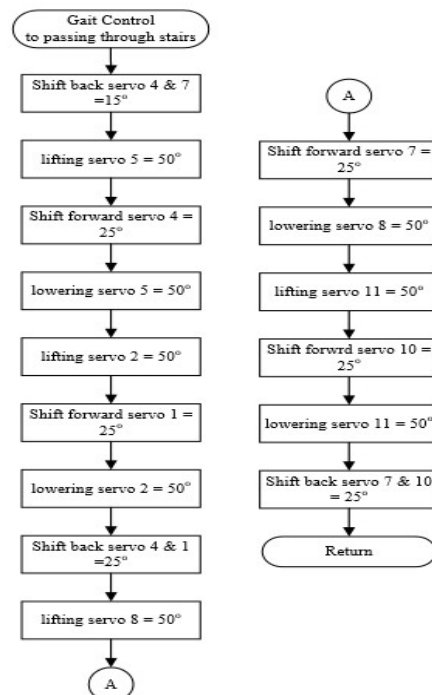 Gait Control
to passing through stairs
Shift back servo 4 & 7
=15°
lifting servo 5 = 50°
Shift forward servo 4 =
25°
lowering servo 5 = 50°
lifting servo 2 = 50°
Shift forward servo 1 =
25°
lowering servo 2 = 50°
Shift back servo 4 & 1
=25°
lifting servo 8 = 50°
A
A
Shift forward servo 7 =
25°
lowering servo 8 = 50°
lifting servo 11 = 50°
Shift forwrd servo 10 =
25°
lowering servo 11 = 50°
Shift back servo 7 & 10
= 25°
Return